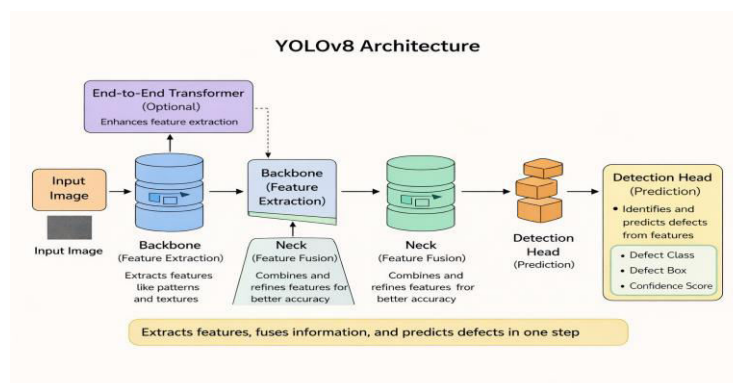 YOLOv8 Architecture
End-to-End Transformer
(Optional)
Enhances feature extraction
Input
Image
Input Image
Backbone
(Feature Extraction)
Extracts features
like patterns
and textures
Backbone
(Feature
Extraction)
Neck
(Feature Fusion)
Combines and
refines features for
better accuracy
Neck
(Feature Fusion)
Combines and
refines features fror
better accuracy
Detection
Head
(Prediction)
Detection Head
(Prediction)
• Identifies and
predicts defects
from features
• Defect Class
• Defect Box
• Confidence Score
Extracts features, fuses information, and predicts defects in one step